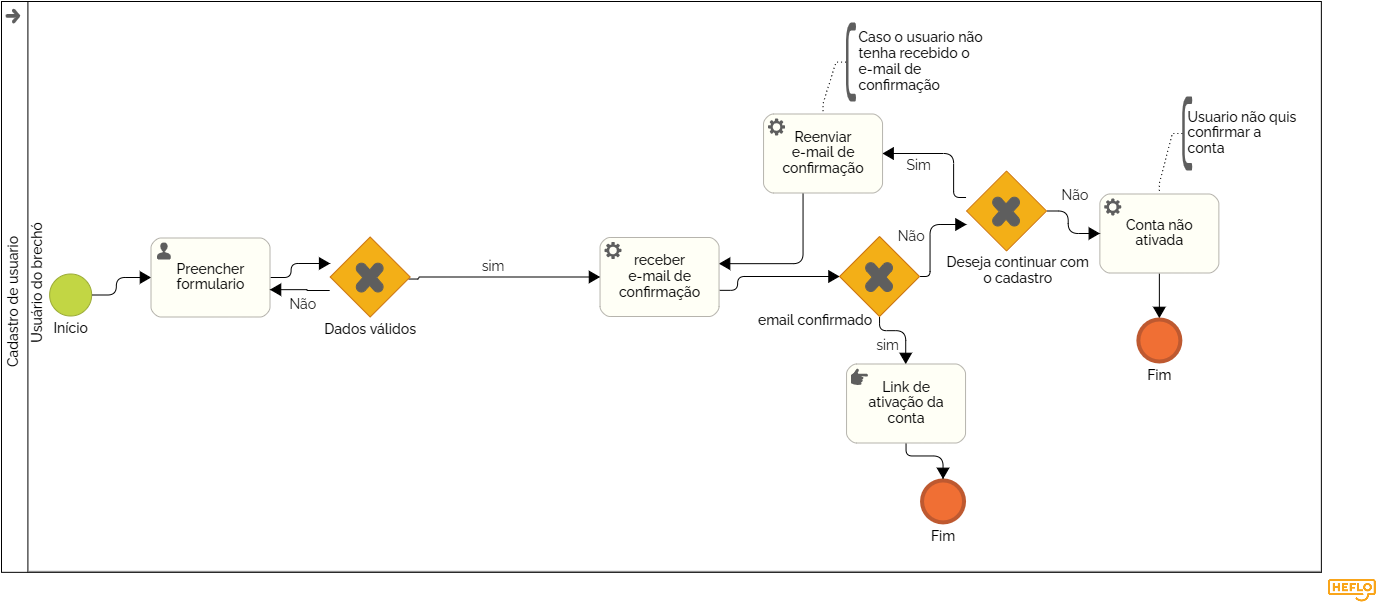 Cadastro de usuario
Usuário do brechó
Início
Preencher
formulario
Não
Dados válidos
sim
receber
e-mail de
confirmação
Caso o usuario não
tenha recebido o
e-mail de
confirmação
Reenviar
e-mail de
confirmação
Sim
Não
email confirmado
sim
Link de
ativação da
conta
Fim
Deseja continuar com
o cadastro
Não
Usuario não quis
confirmar a
conta
Conta não
ativada
Fim
HEFLO